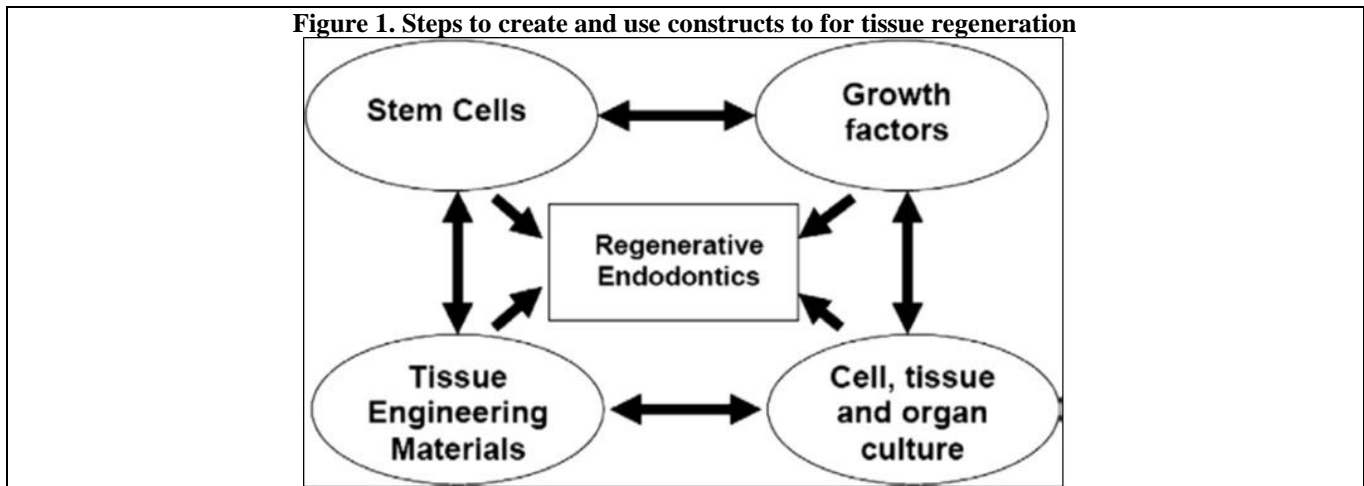 Figure 1. Steps to create and use constructs to for tissue regeneration
Stem Cells
Growth
factors
Regenerative
Endodontics
Tissue
Engineering
Materials
Cell, tissue
and organ
culture